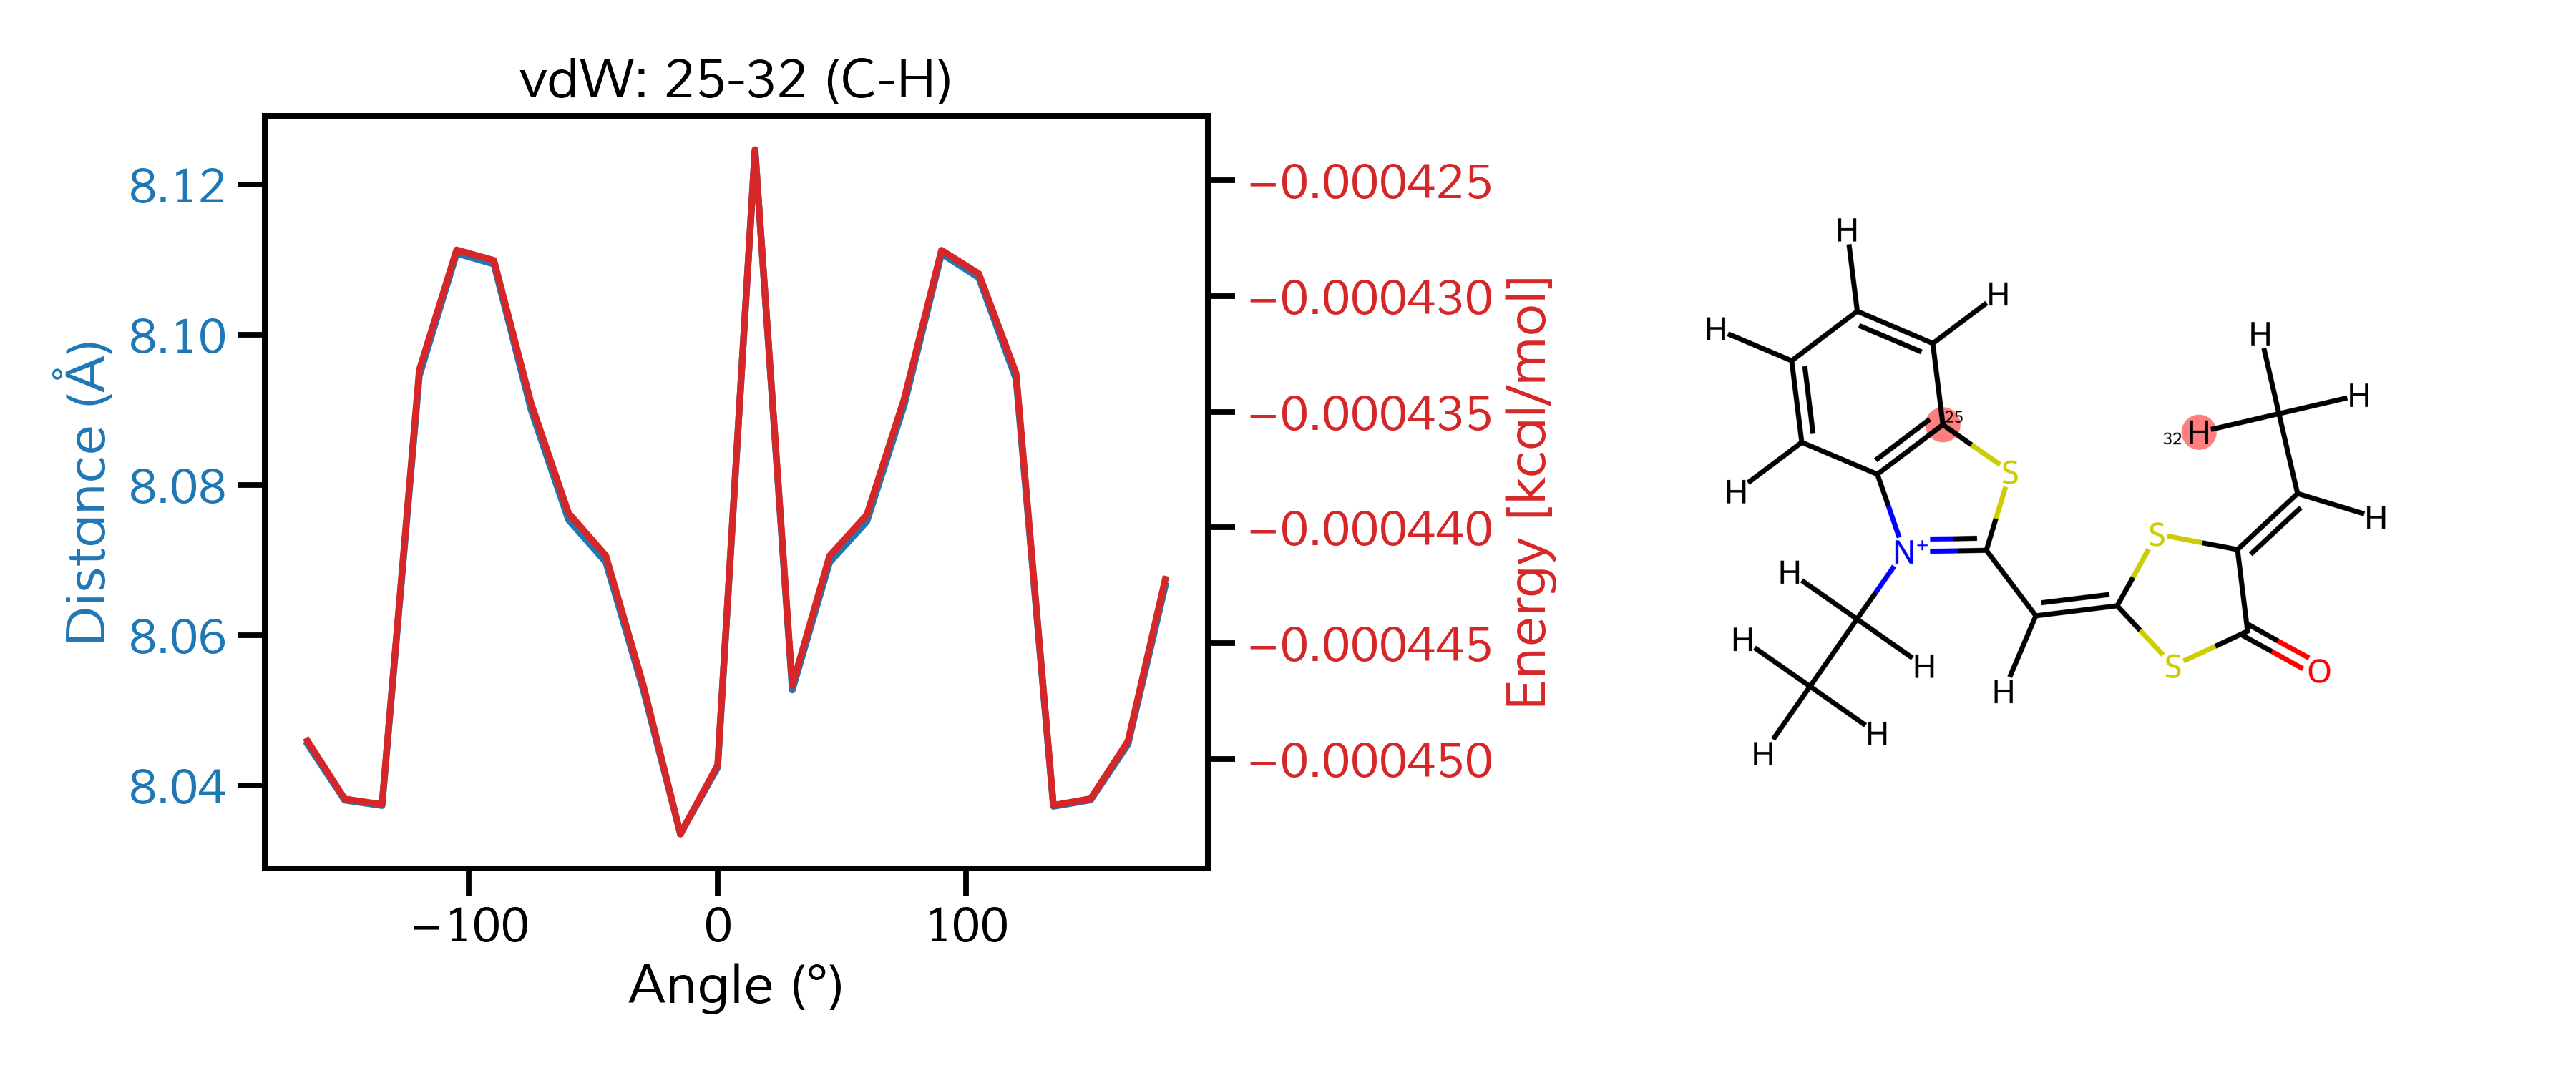 vdW: 25-32 (C-H)
Distance (Å)
8.12
8.10
8.08
8.06
8.04
−0.000425
−0.000430
−0.000435
−0.000440
−0.000445
−0.000450
Energy [kcal/mol]
−100
0
100
Angle (°)
H
H
H
H
H
25
32 H
H
S
H
S
N+
H
H
H
S
O
H
H
H
H